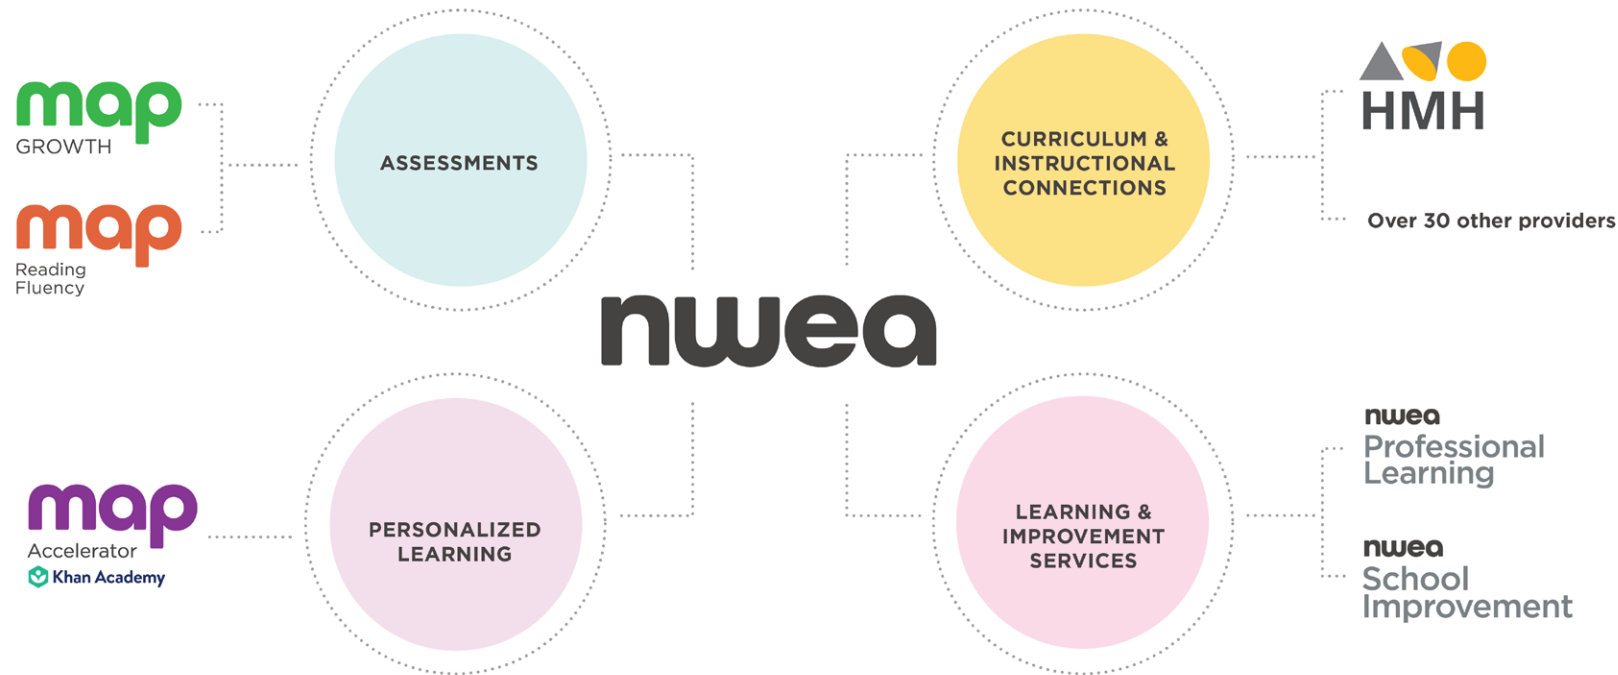 map
GROWTH
map
Reading
Fluency
ASSESSMENTS
CURRICULUM &
INSTRUCTIONAL
CONNECTIONS
HMH
Over 30 other providers
nwea
map
Accelerator
Khan Academy
PERSONALIZED
LEARNING
LEARNING &
IMPROVEMENT
SERVICES
nwea
Professional
Learning
nwea
School
Improvement